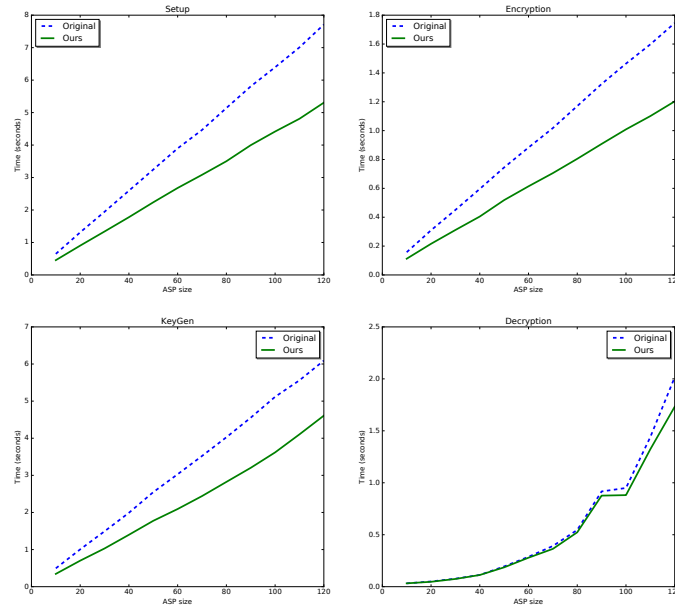 Setup
Original
Ours
8
7
6
5
4
3
2
1
0
Time (seconds)
0 20 40 60 80 100 120
ASP size
Encryption
Original
Ours
1.8
1.6
1.4
1.2
1.0
0.8
0.6
0.4
0.2
0.0
Time (seconds)
0 20 40 60 80 100 120
ASP size
KeyGen
Original
Ours
7
6
5
4
3
2
1
0
Time (seconds)
0 20 40 60 80 100 120
ASP size
Decryption
Original
Ours
2.5
2.0
1.5
1.0
0.5
0.0
Time (seconds)
0 20 40 60 80 100 120
ASP size